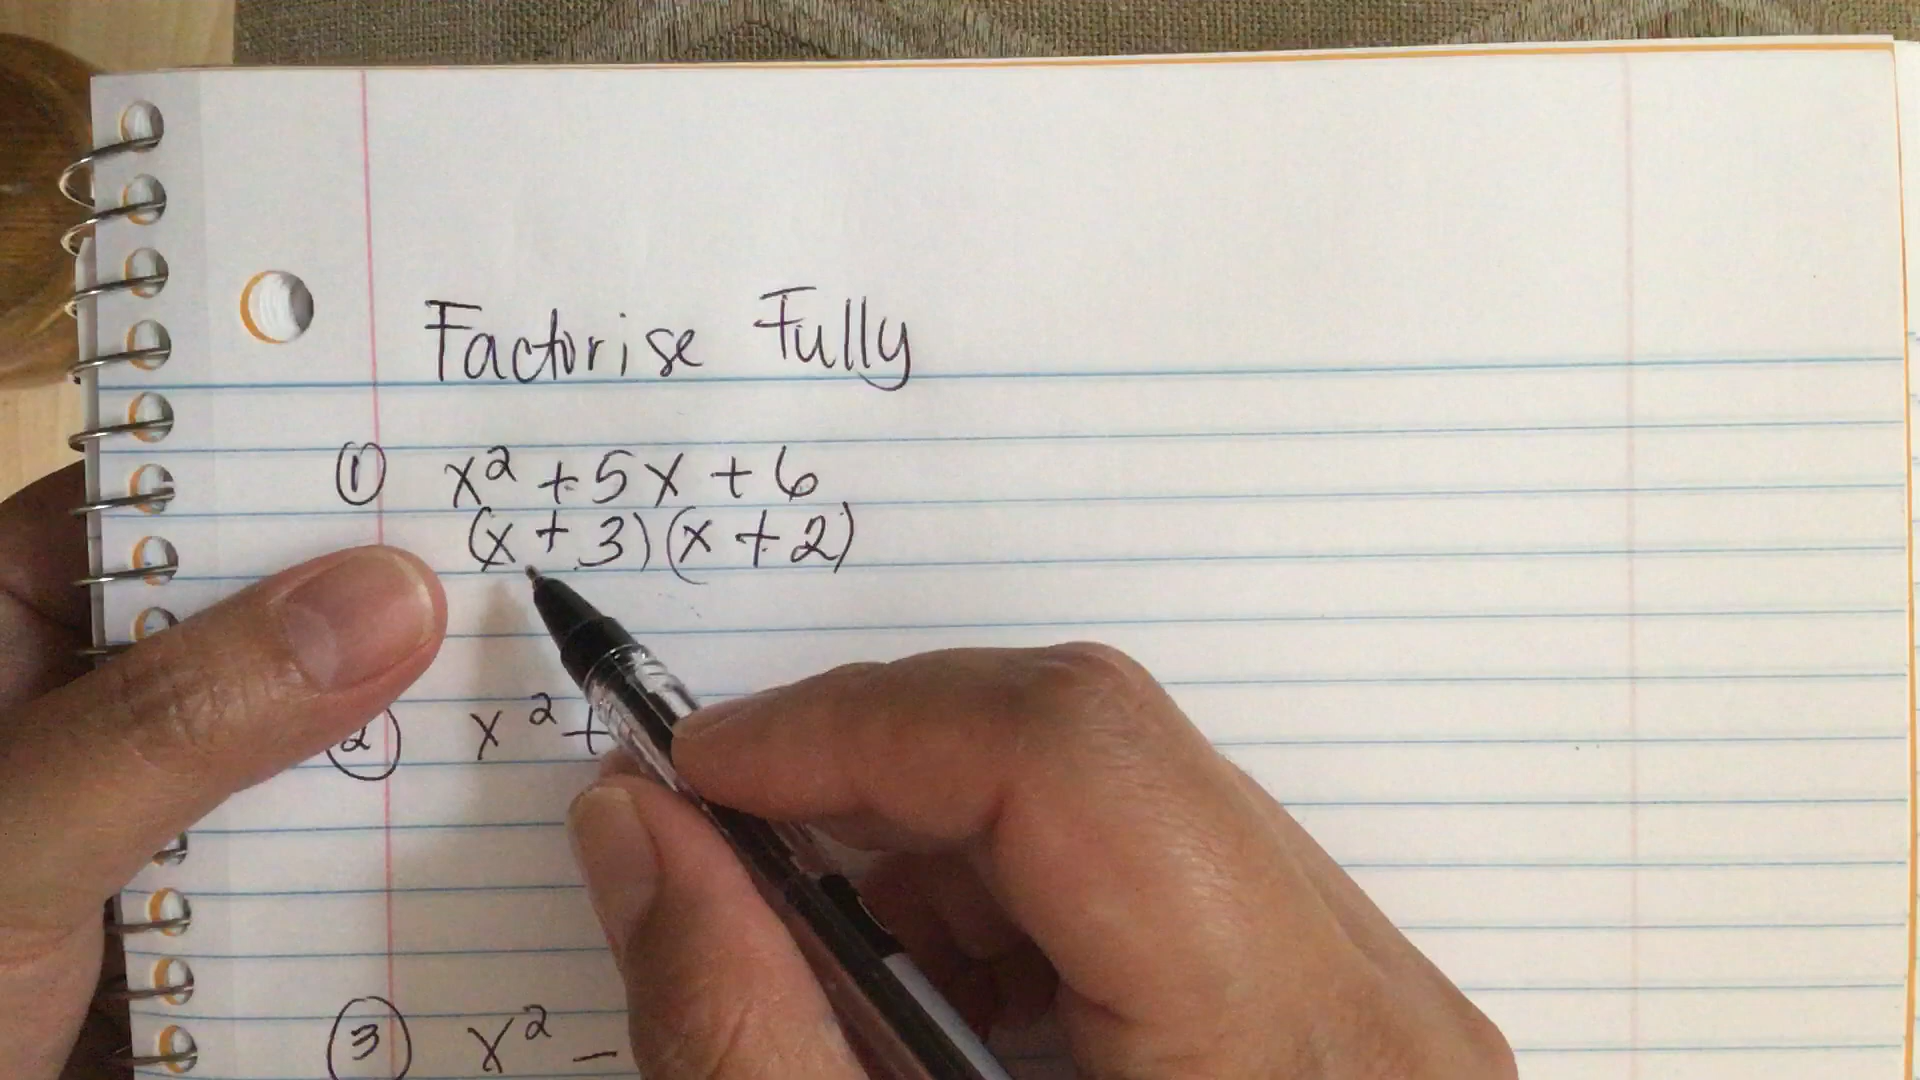 Factorise Fully
① x² + 5x + 6
(x + 3)(x + 2)
② x² +
③ x² −